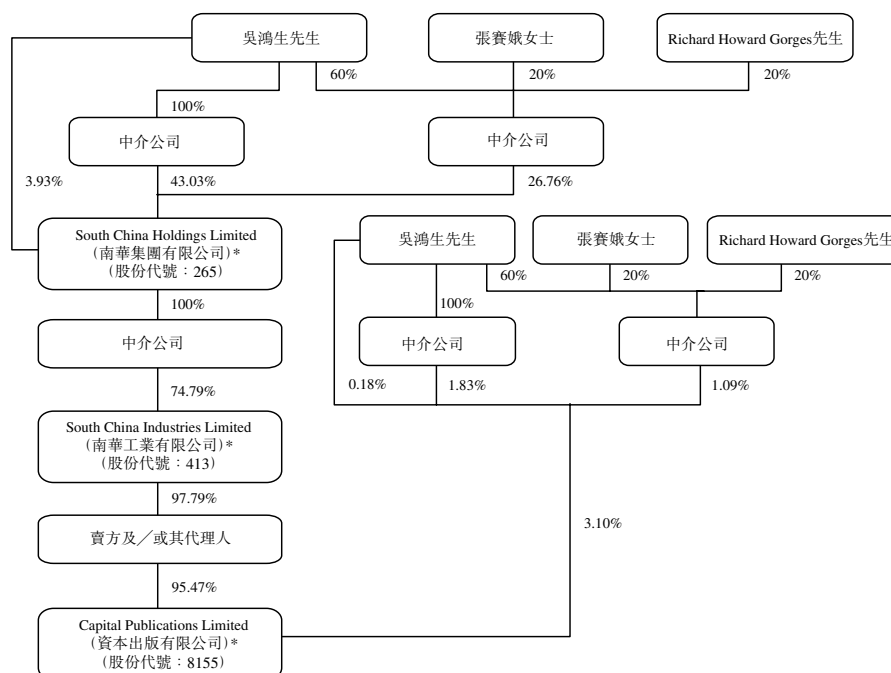 吳鴻生先生
張賽娥女士
Richard Howard Gorges先生
60%
20%
20%
100%
中介公司
中介公司
3.93%
43.03%
26.76%
South China Holdings Limited
(南華集團有限公司)*
(股份代號：265)
吳鴻生先生
張賽娥女士
Richard Howard Gorges先生
60%
20%
20%
100%
100%
中介公司
中介公司
中介公司
74.79%
0.18%
1.83%
1.09%
South China Industries Limited
(南華工業有限公司)*
(股份代號：413)
97.79%
3.10%
賣方及／或其代理人
95.47%
Capital Publications Limited
(資本出版有限公司)*
(股份代號：8155)